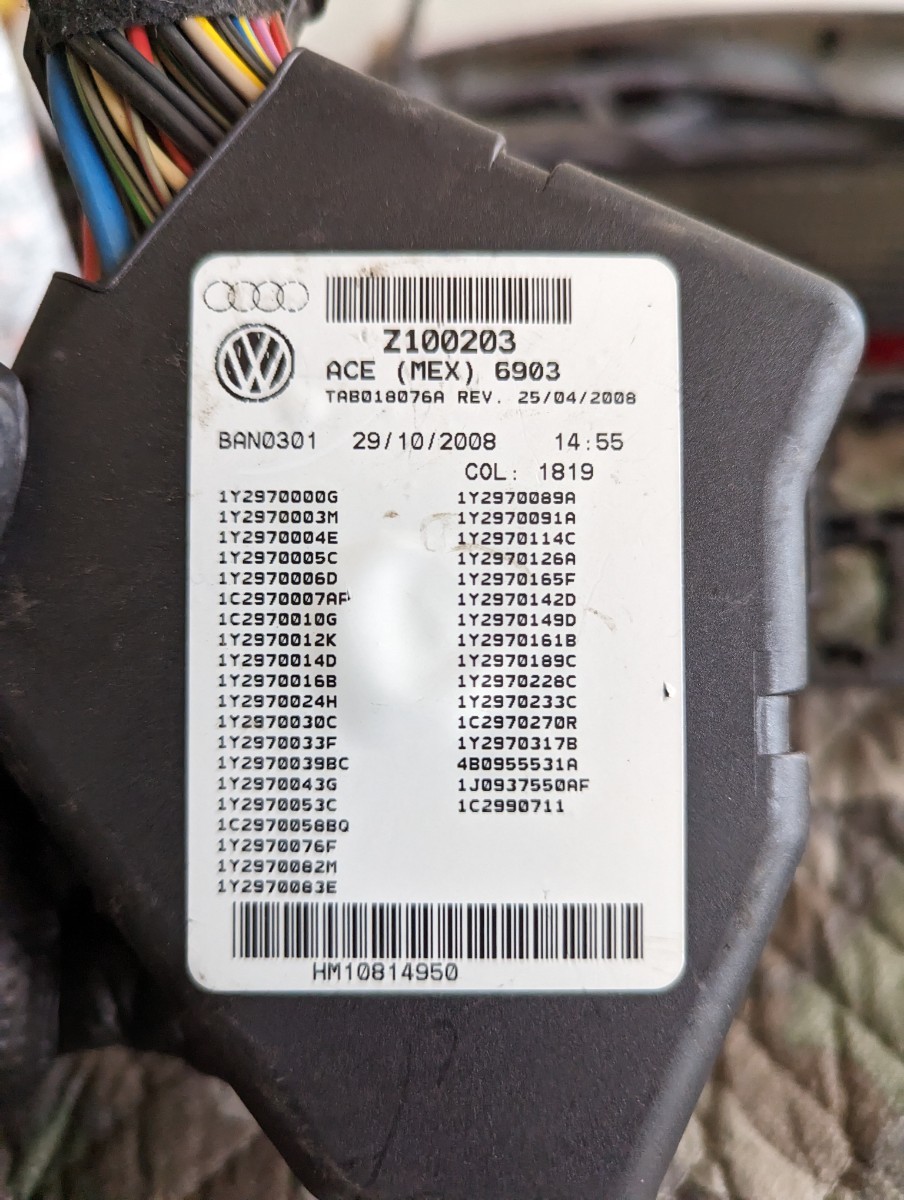 Z100203
ACE (MEX) 6903
TAB018076A REV. 25/04/2008
BAN0301 29/10/2008 14:55
COL: 1819
1Y2970000G
1Y2970003M
1Y2970004E
1Y2970005C
1Y2970006D
1C2970007AF
1C2970010G
1Y2970012K
1Y2970014D
1Y2970016B
1Y2970024H
1Y2970030C
1Y2970033F
1Y2970039BC
1Y2970043G
1Y2970053C
1C2970058BQ
1Y2970076F
1Y2970082M
1Y2970083E
1Y2970089A
1Y2970091A
1Y2970114C
1Y2970126A
1Y2970165F
1Y2970142D
1Y2970149D
1Y2970161B
1Y2970189C
1Y2970228C
1Y2970233C
1C2970270R
1Y2970317B
4B0955531A
1J0937550AF
1C2990711
HM10814950